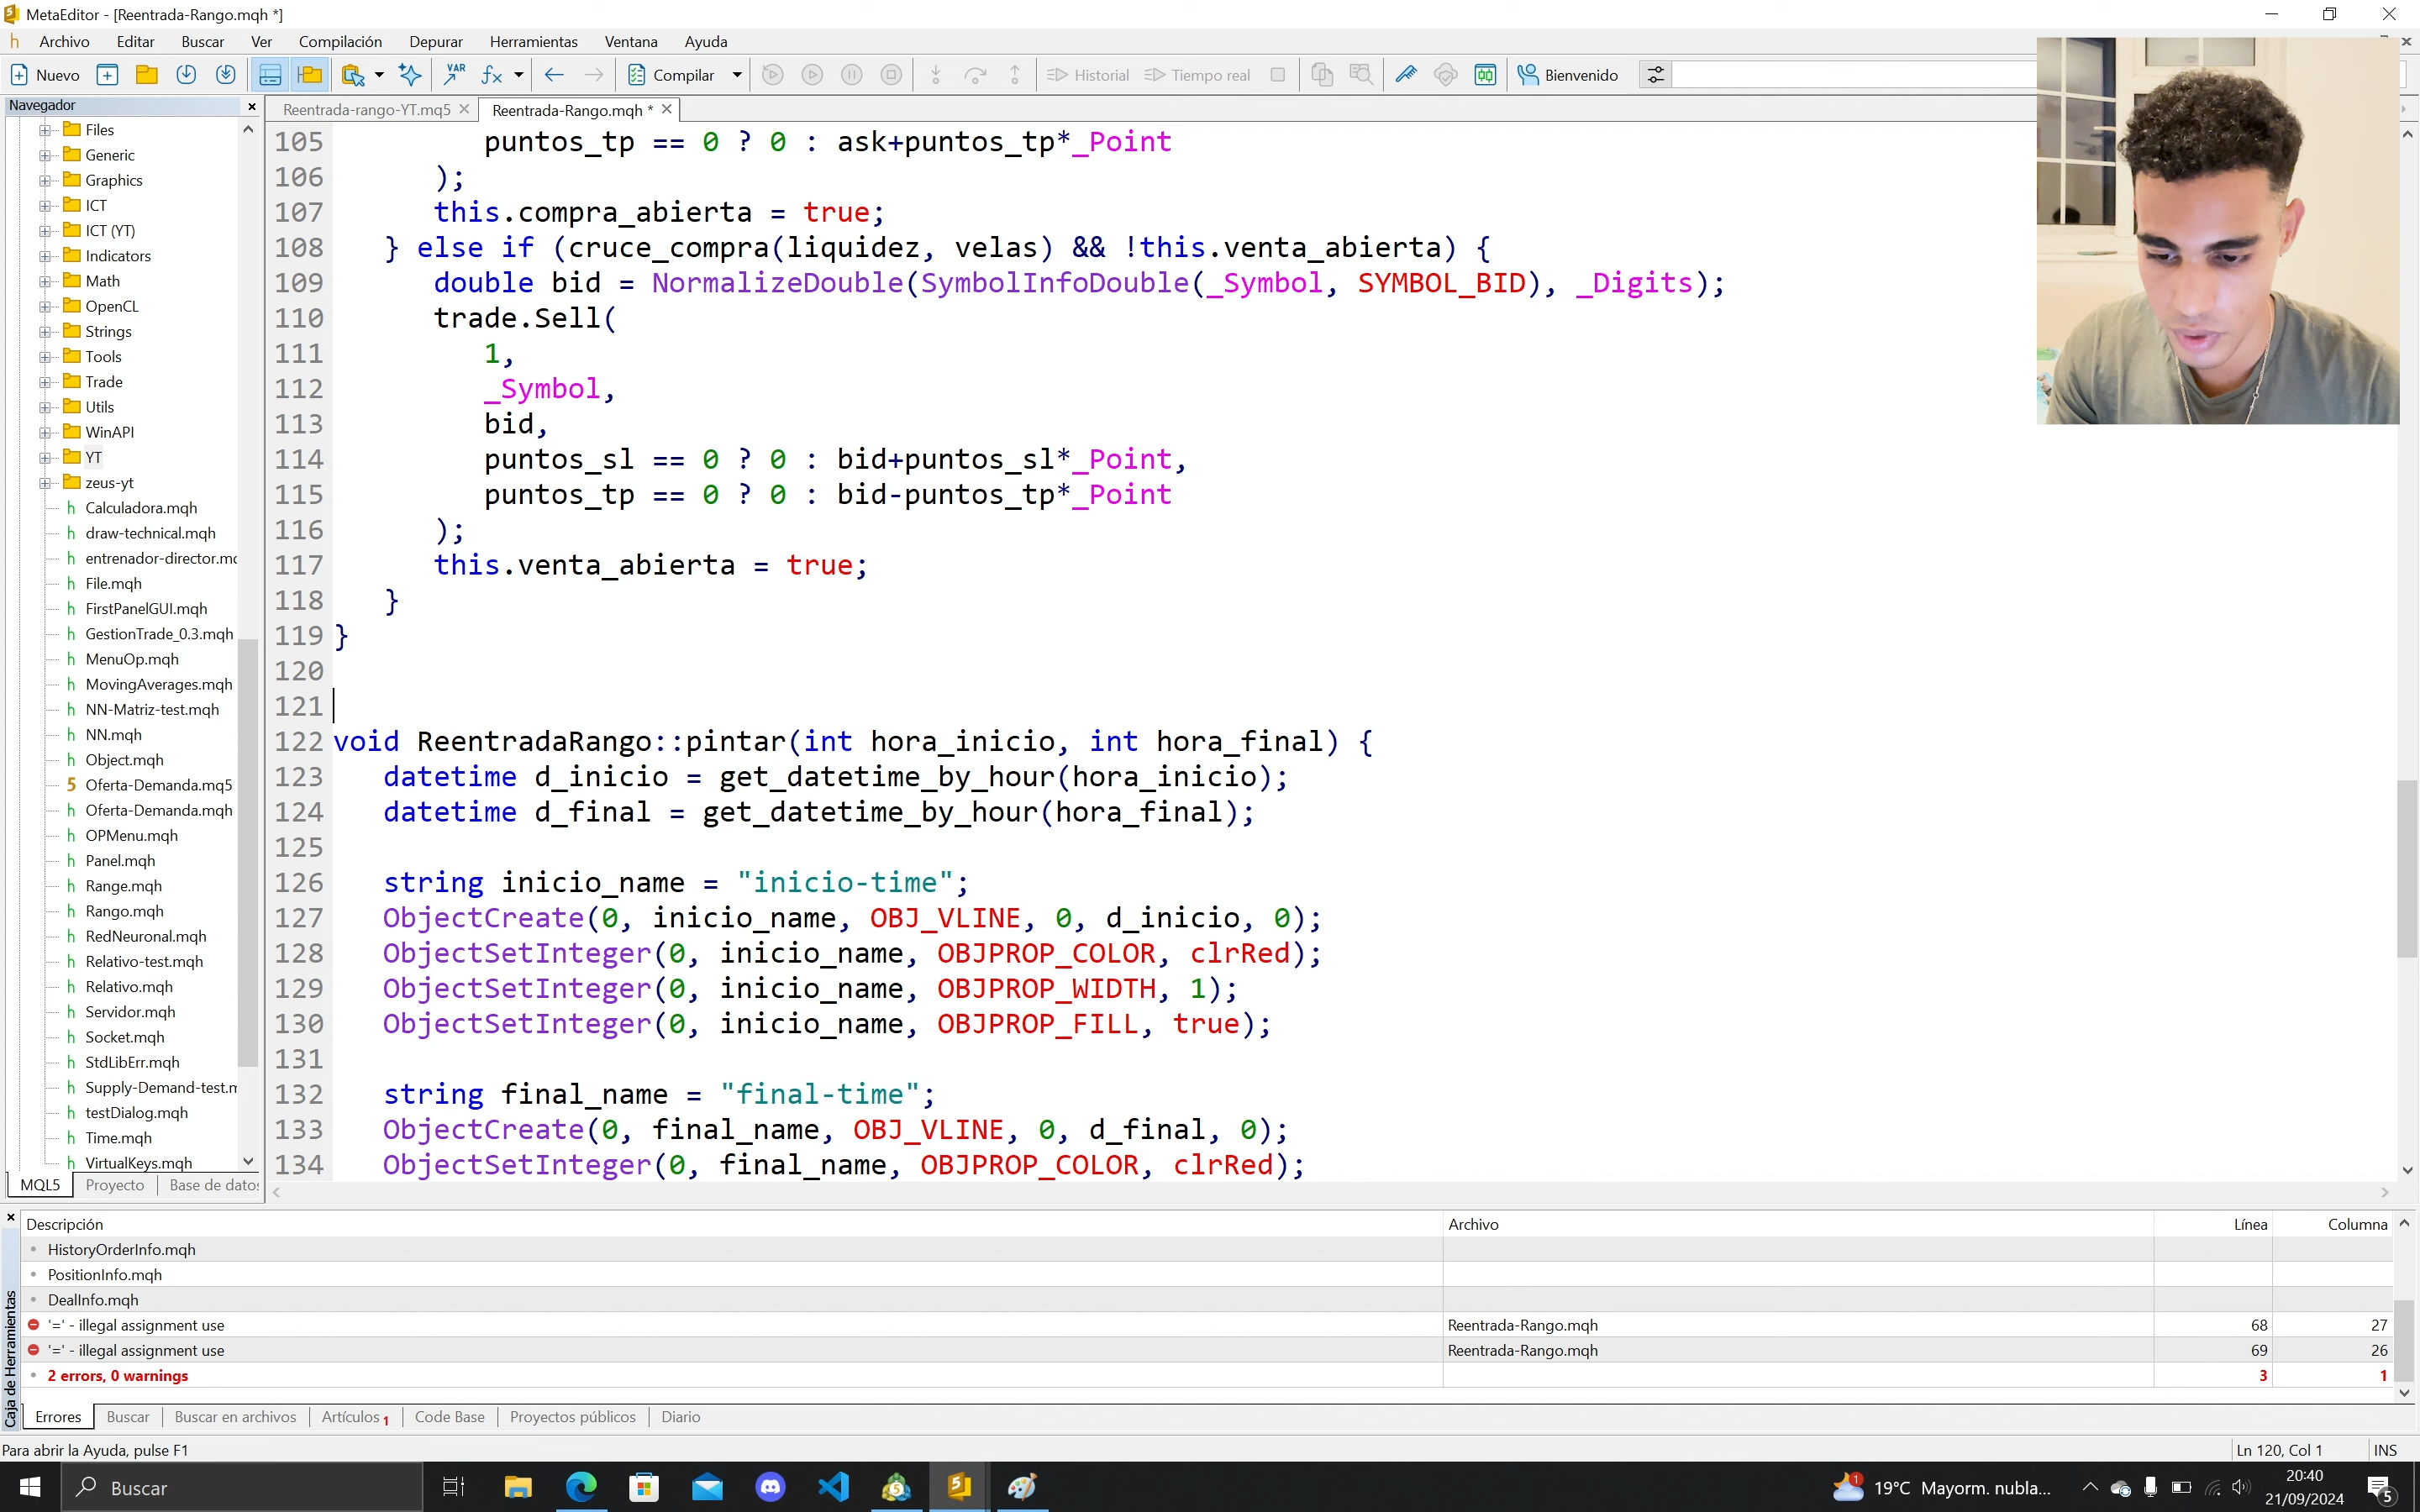 MetaEditor - [Reentrada-Rango.mqh *]
Archivo Editar Buscar Ver Compilación Depurar Herramientas Ventana Ayuda
Nuevo Compilar Historial Tiempo real Bienvenido
Navegador
Reentrada-rango-YT.mq5 Reentrada-Rango.mqh *
Files
Generic
Graphics
ICT
ICT (YT)
Indicators
Math
OpenCL
Strings
Tools
Trade
Utils
WinAPI
YT
zeus-yt
Calculadora.mqh
draw-technical.mqh
entrenador-director.mq
File.mqh
FirstPanelGUI.mqh
GestionTrade_0.3.mqh
MenuOp.mqh
MovingAverages.mqh
NN-Matriz-test.mqh
NN.mqh
Object.mqh
Oferta-Demanda.mq5
Oferta-Demanda.mqh
OPMenu.mqh
Panel.mqh
Range.mqh
Rango.mqh
RedNeuronal.mqh
Relativo-test.mqh
Relativo.mqh
Servidor.mqh
Socket.mqh
StdLibErr.mqh
Supply-Demand-test.m
testDialog.mqh
Time.mqh
VirtualKeys.mqh
MQL5 Proyecto Base de datos
105 puntos_tp == 0 ? 0 : ask+puntos_tp*_Point
106 );
107 this.compra_abierta = true;
108 } else if (cruce_compra(liquidez, velas) && !this.venta_abierta) {
109 double bid = NormalizeDouble(SymbolInfoDouble(_Symbol, SYMBOL_BID), _Digits);
110 trade.Sell(
111 1,
112 _Symbol,
113 bid,
114 puntos_sl == 0 ? 0 : bid+puntos_sl*_Point,
115 puntos_tp == 0 ? 0 : bid-puntos_tp*_Point
116 );
117 this.venta_abierta = true;
118 }
119 }
120
121
122 void ReentradaRango::pintar(int hora_inicio, int hora_final) {
123 datetime d_inicio = get_datetime_by_hour(hora_inicio);
124 datetime d_final = get_datetime_by_hour(hora_final);
125
126 string inicio_name = "inicio-time";
127 ObjectCreate(0, inicio_name, OBJ_VLINE, 0, d_inicio, 0);
128 ObjectSetInteger(0, inicio_name, OBJPROP_COLOR, clrRed);
129 ObjectSetInteger(0, inicio_name, OBJPROP_WIDTH, 1);
130 ObjectSetInteger(0, inicio_name, OBJPROP_FILL, true);
131
132 string final_name = "final-time";
133 ObjectCreate(0, final_name, OBJ_VLINE, 0, d_final, 0);
134 ObjectSetInteger(0, final_name, OBJPROP_COLOR, clrRed);
Caja de Herramientas
Descripción Archivo Línea Columna
HistoryOrderInfo.mqh
PositionInfo.mqh
DealInfo.mqh
'=' - illegal assignment use Reentrada-Rango.mqh 68 27
'=' - illegal assignment use Reentrada-Rango.mqh 69 26
2 errors, 0 warnings 3 1
Errores Buscar Buscar en archivos Artículos 1 Code Base Proyectos públicos Diario
Para abrir la Ayuda, pulse F1 Ln 120, Col 1 INS
Buscar 1 19°C Mayorm. nubla... 20:40
21/09/2024 5